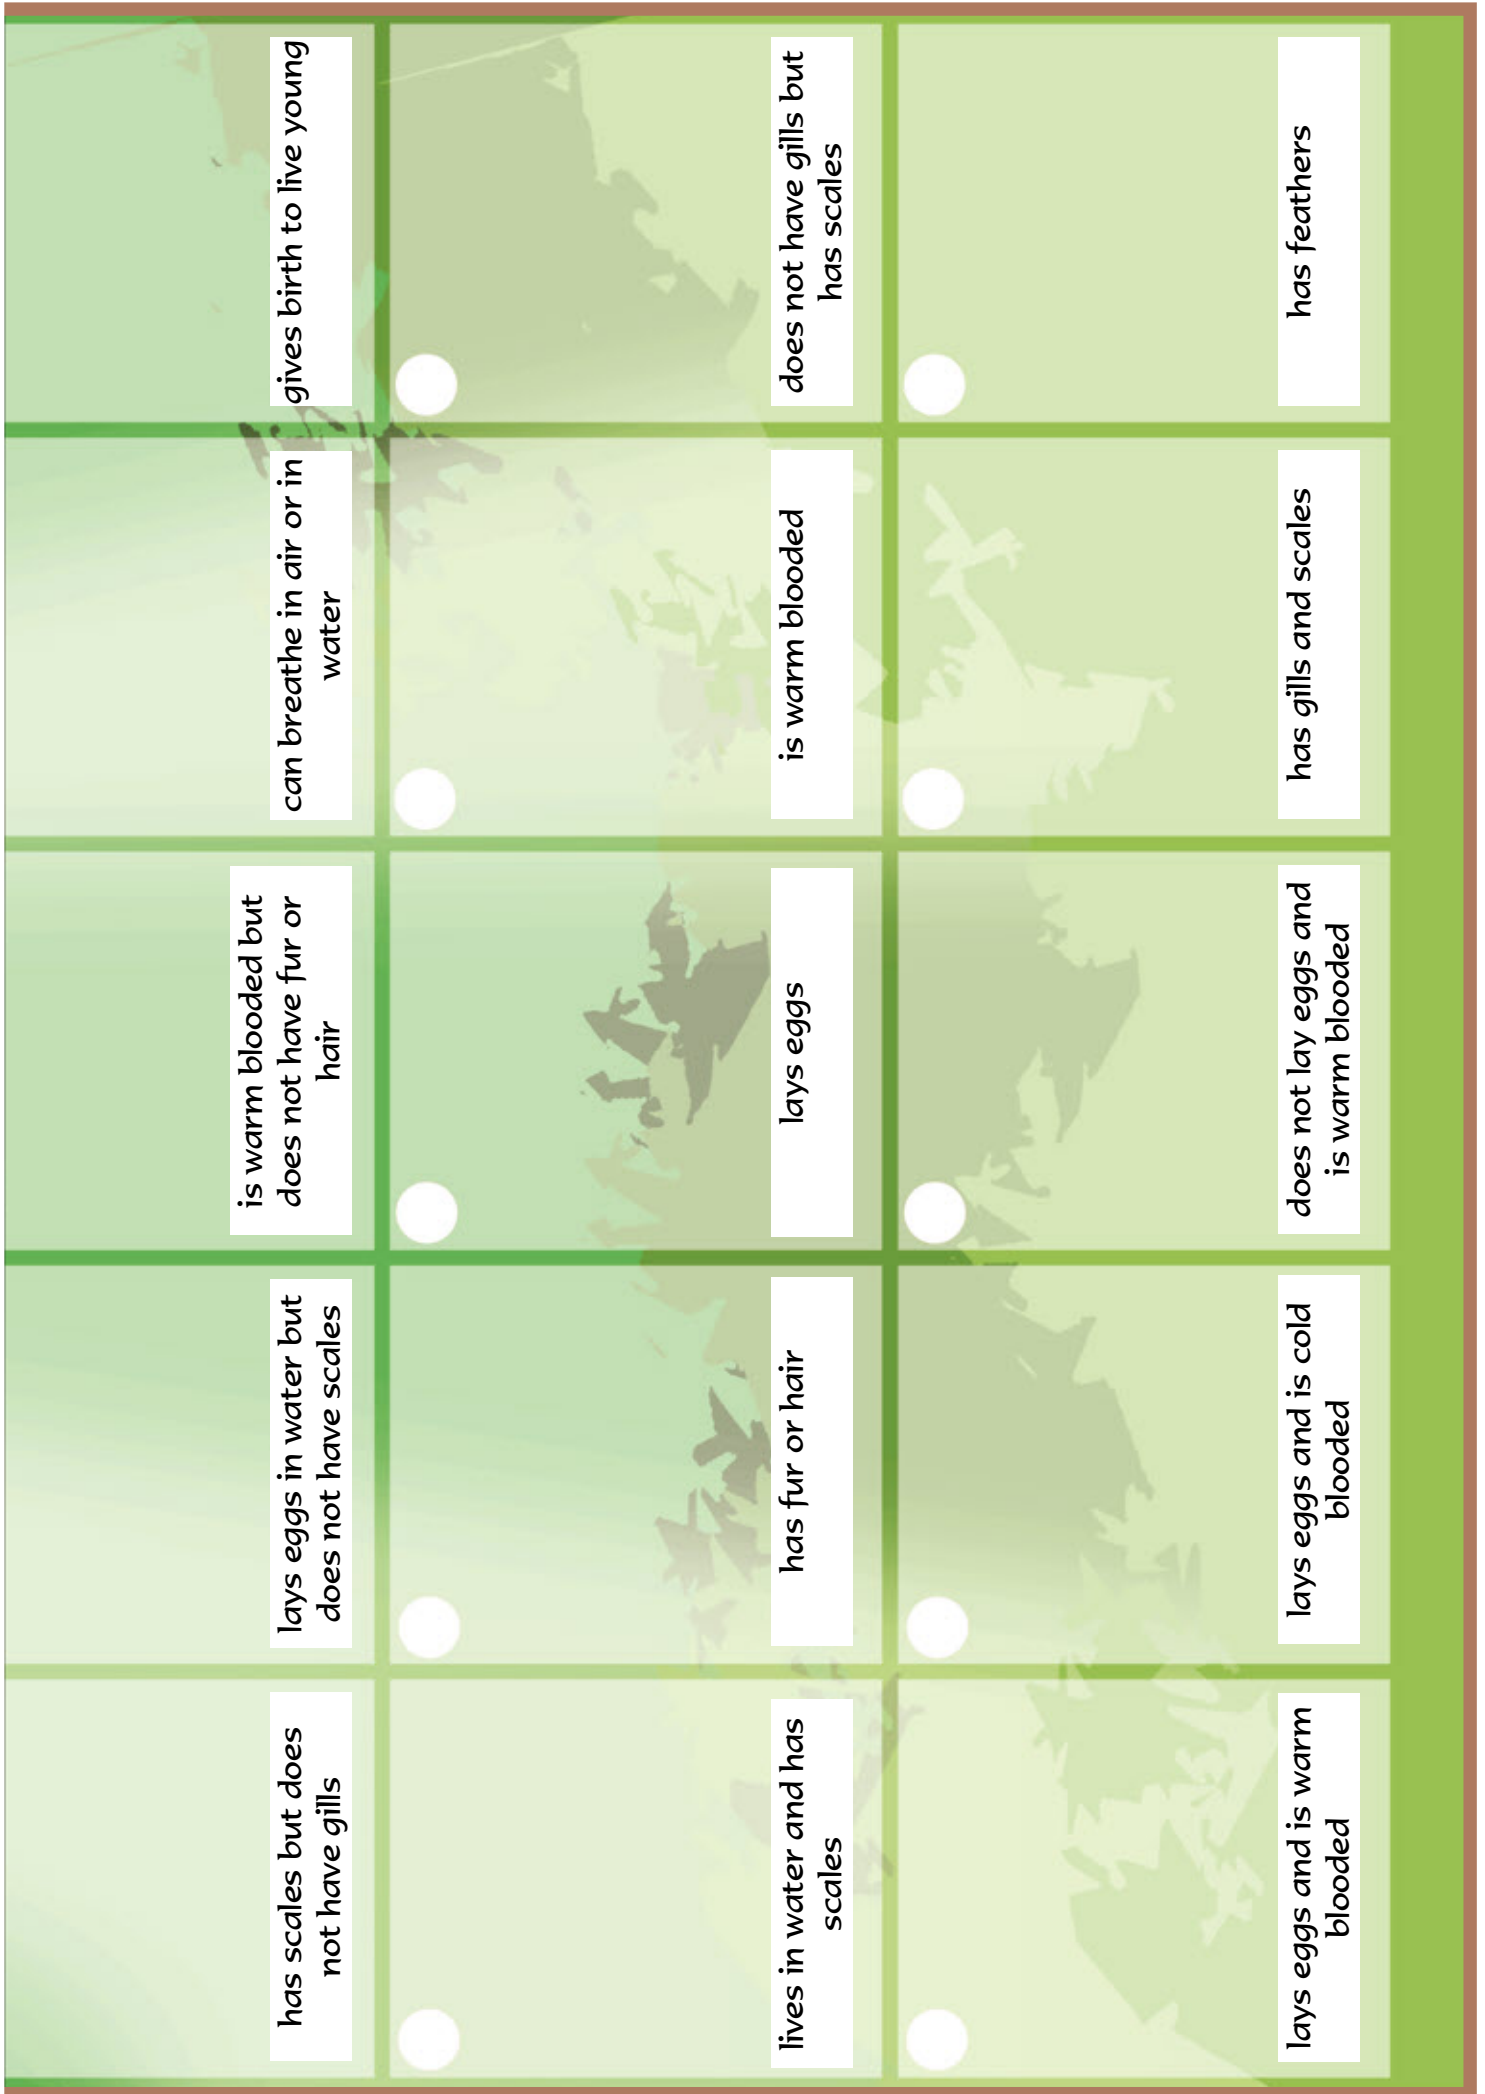 has scales but does
not have gills
lays eggs in water but
does not have scales
is warm blooded but
does not have fur or
hair
can breathe in air or in
water
gives birth to live young
lives in water and has
scales
has fur or hair
lays eggs
is warm blooded
does not have gills but
has scales
lays eggs and is warm
blooded
lays eggs and is cold
blooded
does not lay eggs and
is warm blooded
has gills and scales
has feathers